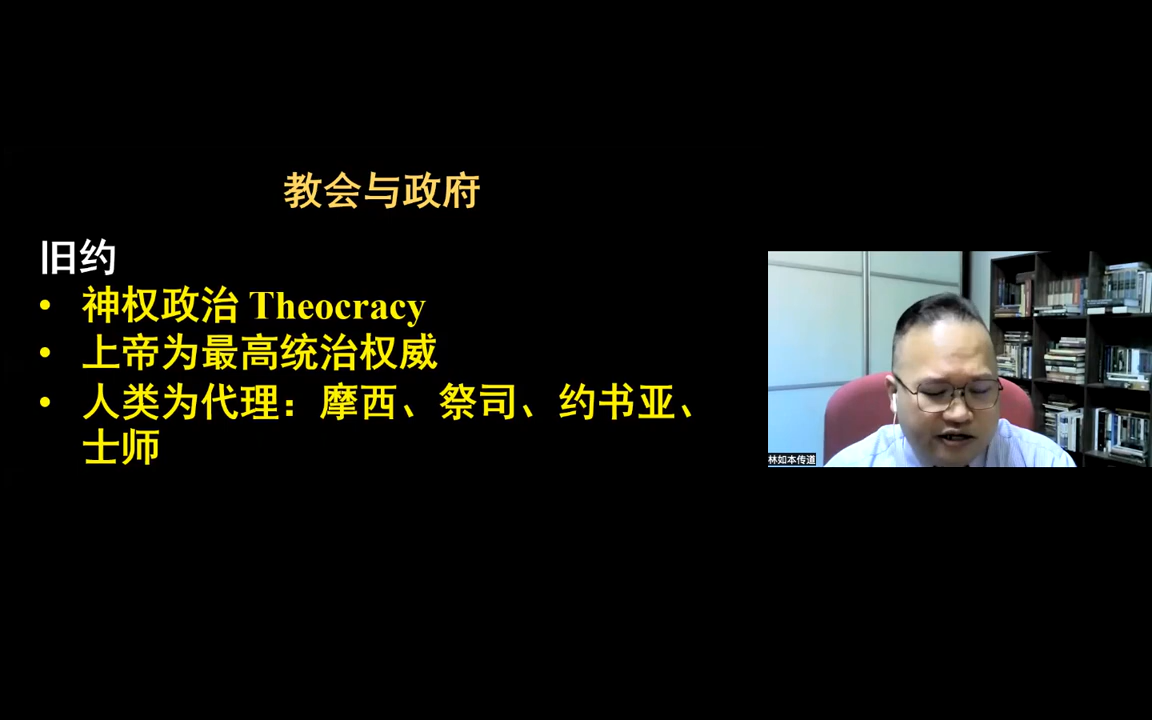 教会与政府
旧约
• 神权政治 Theocracy
• 上帝为最高统治权威
• 人类为代理：摩西、祭司、约书亚、
士师
林如本传道